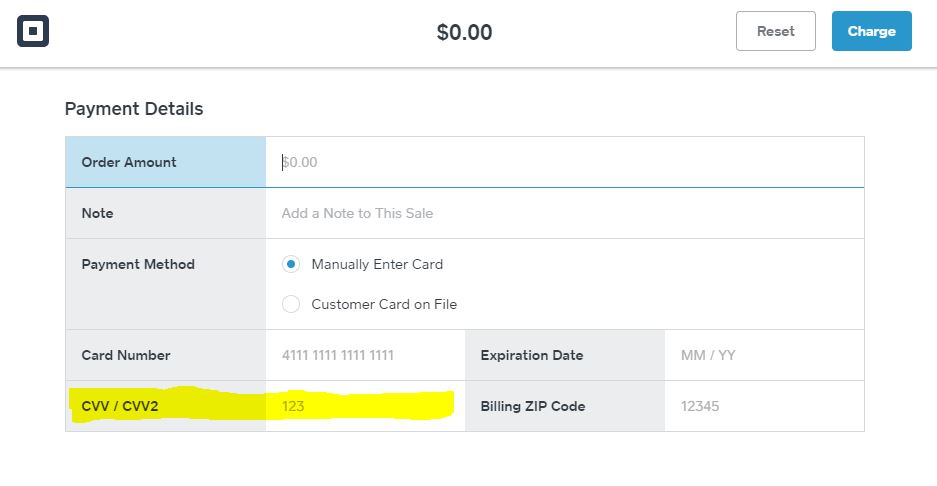 $0.00
Reset
Charge
Payment Details
Order Amount
$0.00
Note
Add a Note to This Sale
Payment Method
Manually Enter Card
Customer Card on File
Card Number
4111 1111 1111 1111
Expiration Date
MM / YY
CVV / CVV2
123
Billing ZIP Code
12345